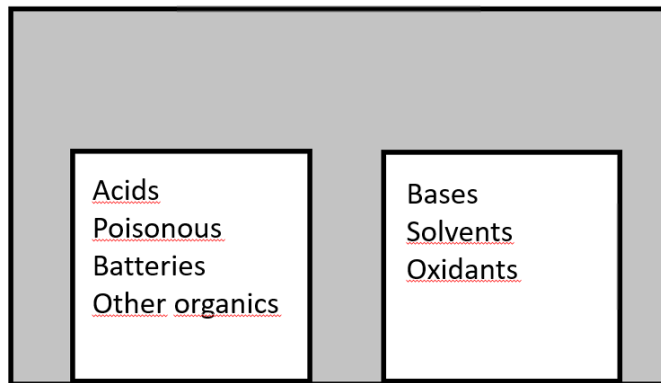 Acids
Poisonous
Batteries
Other organics
Bases
Solvents
Oxidants